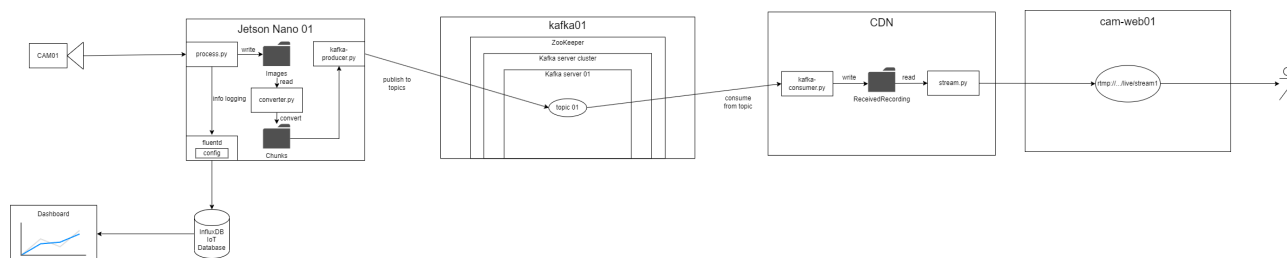 Jetson Nano 01
kafka01
CDN
cam-web01
CAM01
process.py
write
Images
read
converter.py
convert
Chunks
kafka-
producer.py
info logging
fluentd
config
publish to
topics
ZooKeeper
Kafka server cluster
Kafka server 01
topic 01
consume
from topic
kafka-
consumer.py
write
ReceivedRecording
read
stream.py
rtmp://.../live/stream1
InfluxDB
IoT
Database
Dashboard